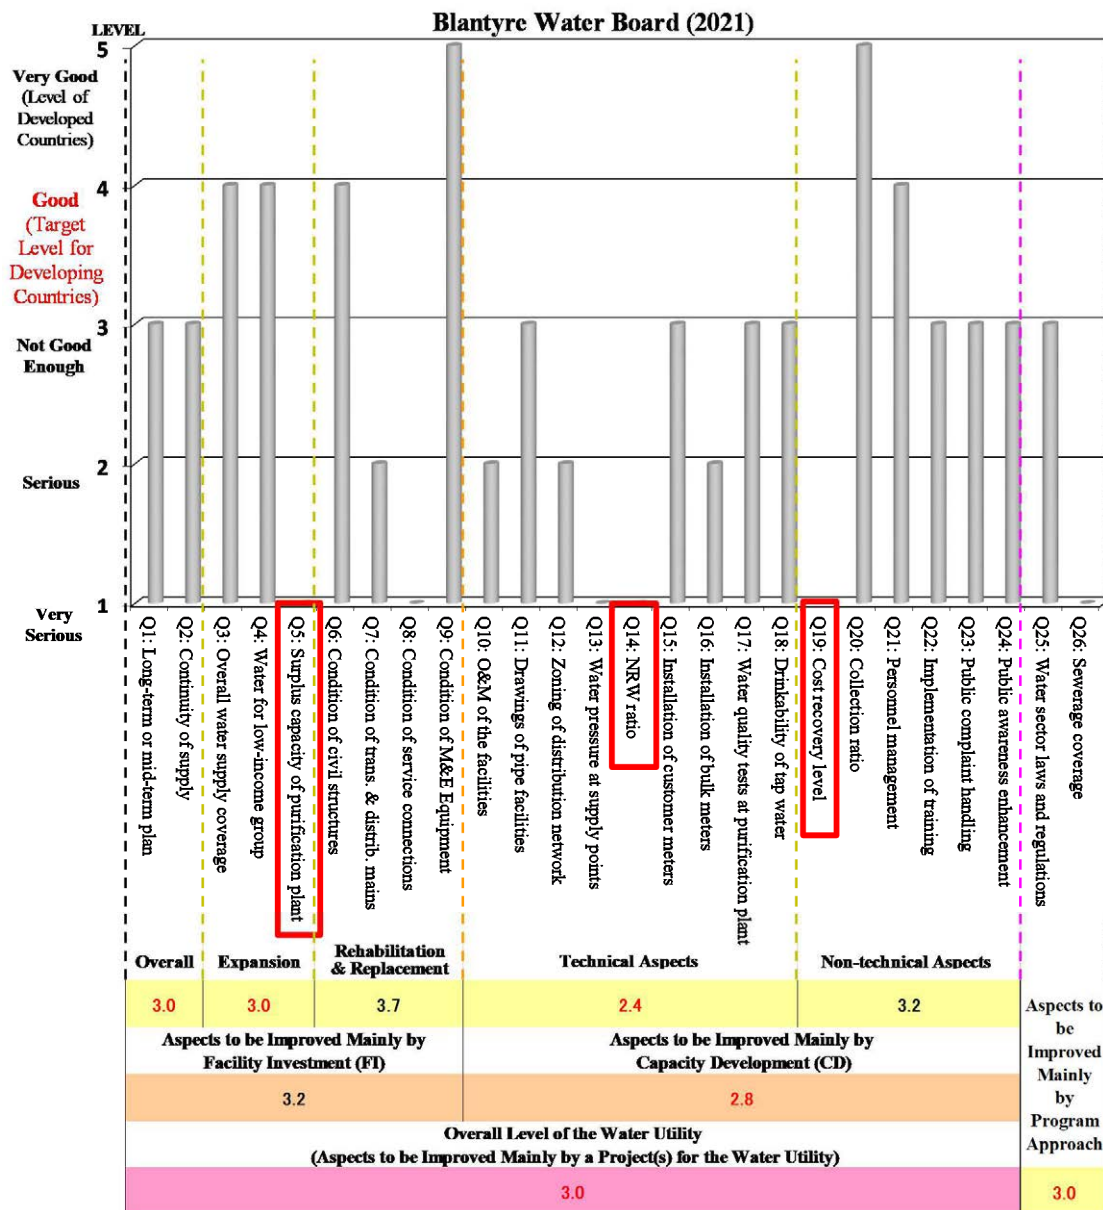 Blantyre Water Board (2021)
LEVEL
5
Very Good
(Level of
Developed
Countries)
4
Good
(Target
Level for
Developing
Countries)
3
Not Good
Enough
2
Serious
1
Very
Serious
Q1: Long-term or mid-term plan
Q2: Continuity of supply
Q3: Overall water supply coverage
Q4: Water for low-income group
Q5: Surplus capacity of purification plant
Q6: Condition of civil structures
Q7: Condition of trans. & distrib. mains
Q8: Condition of service connections
Q9: Condition of M&E Equipment
Q10: O&M of the facilities
Q11: Drawings of pipe facilities
Q12: Zoning of distribution network
Q13: Water pressure at supply points
Q14: NRW ratio
Q15: Installation of customer meters
Q16: Installation of bulk meters
Q17: Water quality tests at purification plant
Q18: Drinkability of tap water
Q19: Cost recovery level
Q20: Collection ratio
Q21: Personnel management
Q22: Implementation of training
Q23: Public complaint handling
Q24: Public awareness enhancement
Q25: Water sector laws and regulations
Q26: Sewerage coverage
Overall
Expansion
Rehabilitation
& Replacement
Technical Aspects
Non-technical Aspects
3.0
3.0
3.7
2.4
3.2
Aspects to be Improved Mainly by
Facility Investment (FI)
Aspects to be Improved Mainly by
Capacity Development (CD)
3.2
2.8
Overall Level of the Water Utility
(Aspects to be Improved Mainly by a Project(s) for the Water Utility)
3.0
Aspects to
be
Improved
Mainly
by
Program
Approach
3.0